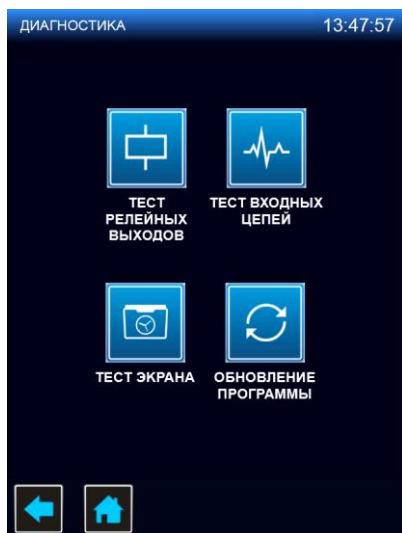 ДИАГНОСТИКА 13:47:57
ТЕСТ
РЕЛЕЙНЫХ
ВЫХОДОВ
ТЕСТ ВХОДНЫХ
ЦЕПЕЙ
ТЕСТ ЭКРАНА
ОБНОВЛЕНИЕ
ПРОГРАММЫ